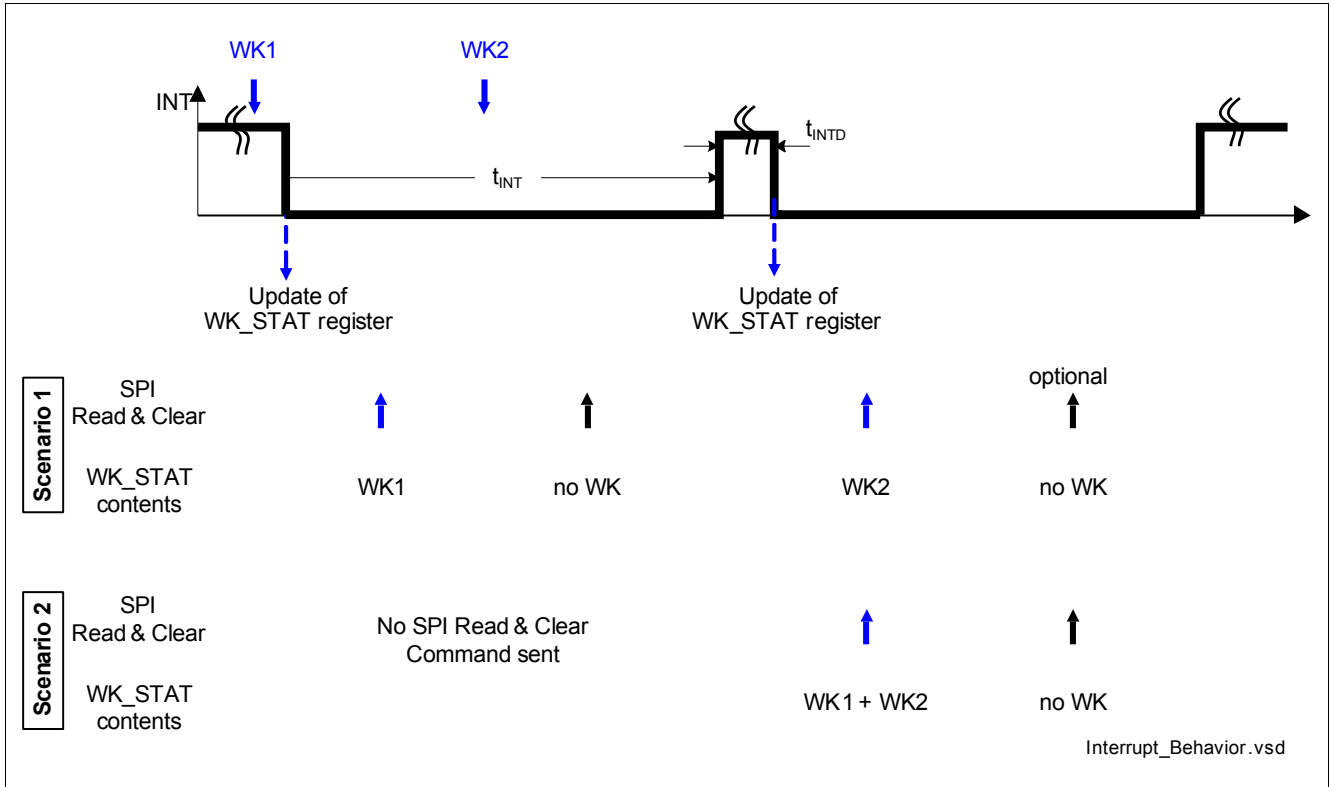 WK1 WK2
INT
tINTD
tINT
Update of
WK_STAT register
Update of
WK_STAT register
Scenario 1
SPI
Read & Clear
optional
WK_STAT
contents
WK1 no WK WK2 no WK
Scenario 2
SPI
Read & Clear
No SPI Read & Clear
Command sent
WK_STAT
contents
WK1 + WK2 no WK
Interrupt_Behavior.vsd